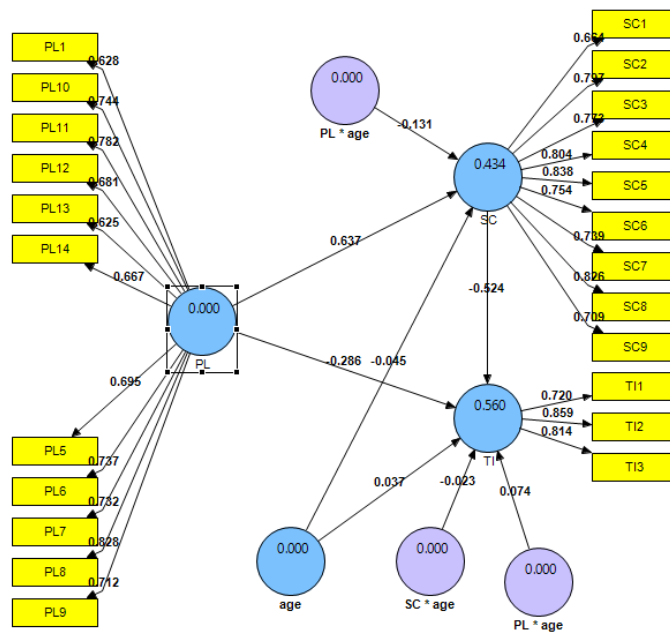 PL1
PL10
PL11
PL12
PL13
PL14
0.628
0.744
0.782
0.681
0.625
0.667
0.000
PL
0.695
0.737
0.732
0.828
0.712
PL5
PL6
PL7
PL8
PL9
0.000
PL * age
-0.131
0.637
-0.286
-0.045
0.434
SC
-0.524
0.664
0.797
0.773
0.804
0.838
0.754
0.739
0.826
0.709
SC1
SC2
SC3
SC4
SC5
SC6
SC7
SC8
SC9
0.560
TI
0.720
0.859
0.814
TI1
TI2
TI3
0.037
-0.023
0.074
0.000
age
0.000
SC * age
0.000
PL * age